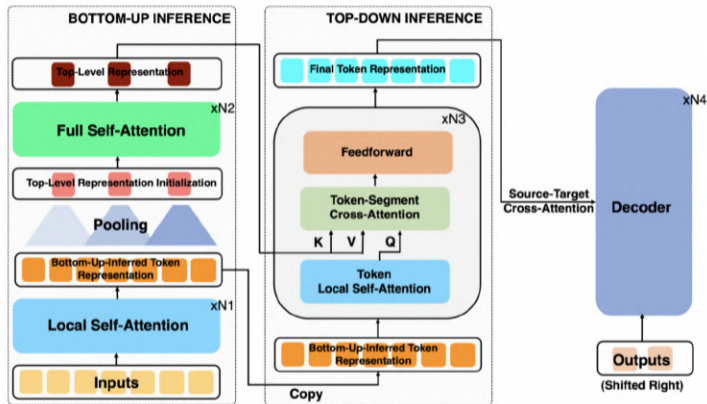 BOTTOM-UP INFERENCE
Top-Level Representation
xN2
Full Self-Attention
Top-Level Representation Initialization
Pooling
Bottom-Up-Inferred Token
Representation
xN1
Local Self-Attention
Inputs
TOP-DOWN INFERENCE
Final Token Representation
xN3
Feedforward
Token-Segment
Cross-Attention
K V Q
Token
Local Self-Attention
Bottom-Up-Inferred Token
Representation
Copy
Source-Target
Cross-Attention
xN4
Decoder
Outputs
(Shifted Right)